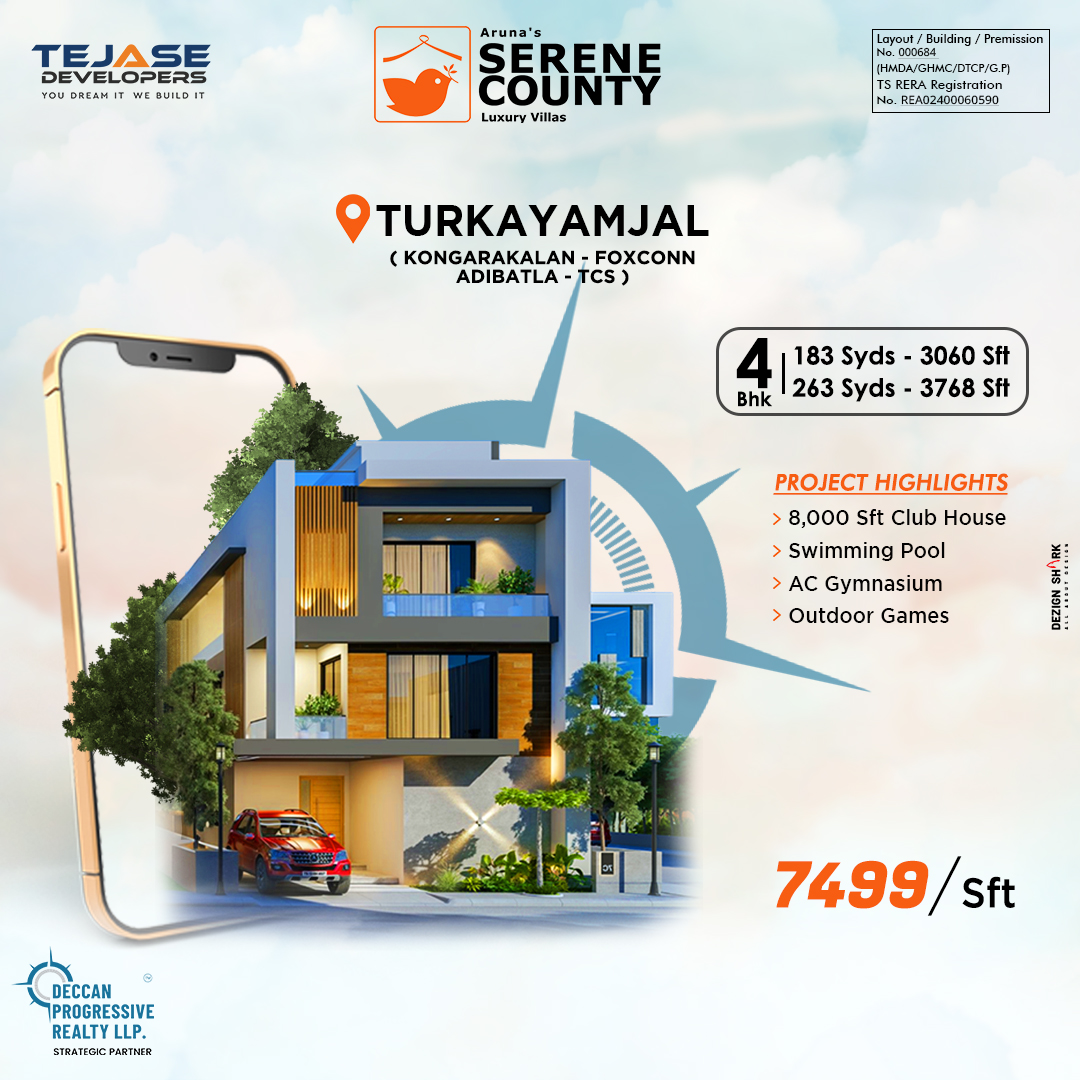 TEJASE
DEVELOPERS
YOU DREAM IT WE BUILD IT
Aruna's
SERENE
COUNTY
Luxury Villas
Layout / Building / Premission
No. 000684
(HMDA/GHMC/DTCP/G.P)
TS RERA Registration
No. REA02400060590
TURKAYAMJAL
( KONGARAKALAN - FOXCONN
ADIBATLA - TCS )
4
Bhk
183 Syds - 3060 Sft
263 Syds - 3768 Sft
PROJECT HIGHLIGHTS
> 8,000 Sft Club House
> Swimming Pool
> AC Gymnasium
> Outdoor Games
DEZIGN SHARK
ALL ABOUT DESIGN
7499/Sft
DECCAN
PROGRESSIVE
REALTY LLP.
STRATEGIC PARTNER